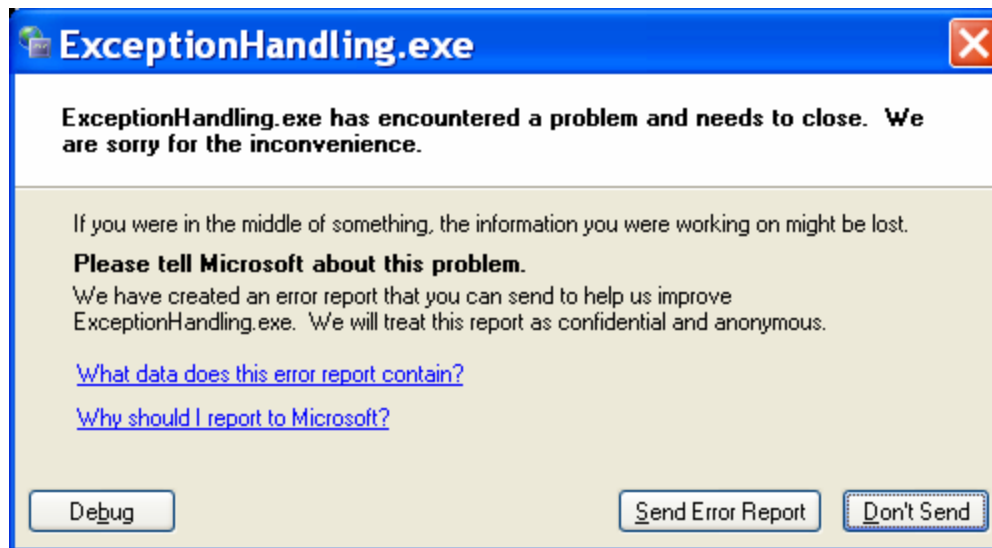 ExceptionHandling.exe
ExceptionHandling.exe has encountered a problem and needs to close.  We
are sorry for the inconvenience.
If you were in the middle of something, the information you were working on might be lost.
Please tell Microsoft about this problem.
We have created an error report that you can send to help us improve
ExceptionHandling.exe.  We will treat this report as confidential and anonymous.
What data does this error report contain?
Why should I report to Microsoft?
Debug
Send Error Report
Don't Send